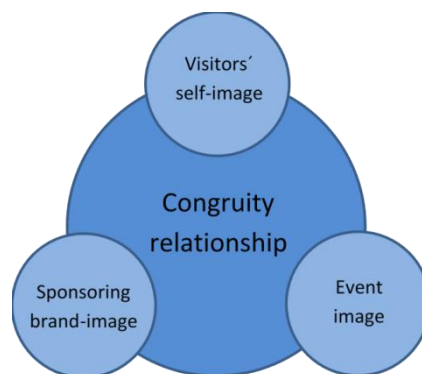 Visitors´
self-image
Congruity
relationship
Sponsoring
brand-image
Event
image